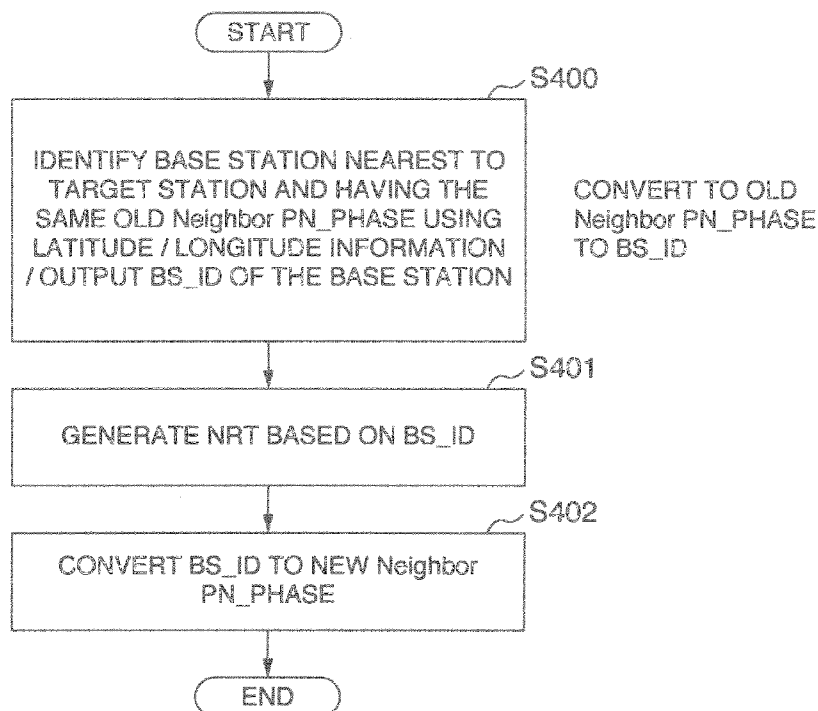 START
S400
IDENTIFY BASE STATION NEAREST TO
TARGET STATION AND HAVING THE
SAME OLD Neighbor PN_PHASE USING
LATITUDE / LONGITUDE INFORMATION
/ OUTPUT BS_ID OF THE BASE STATION
CONVERT TO OLD
Neighbor PN_PHASE
TO BS_ID
S401
GENERATE NRT BASED ON BS_ID
S402
CONVERT BS_ID TO NEW Neighbor
PN_PHASE
END